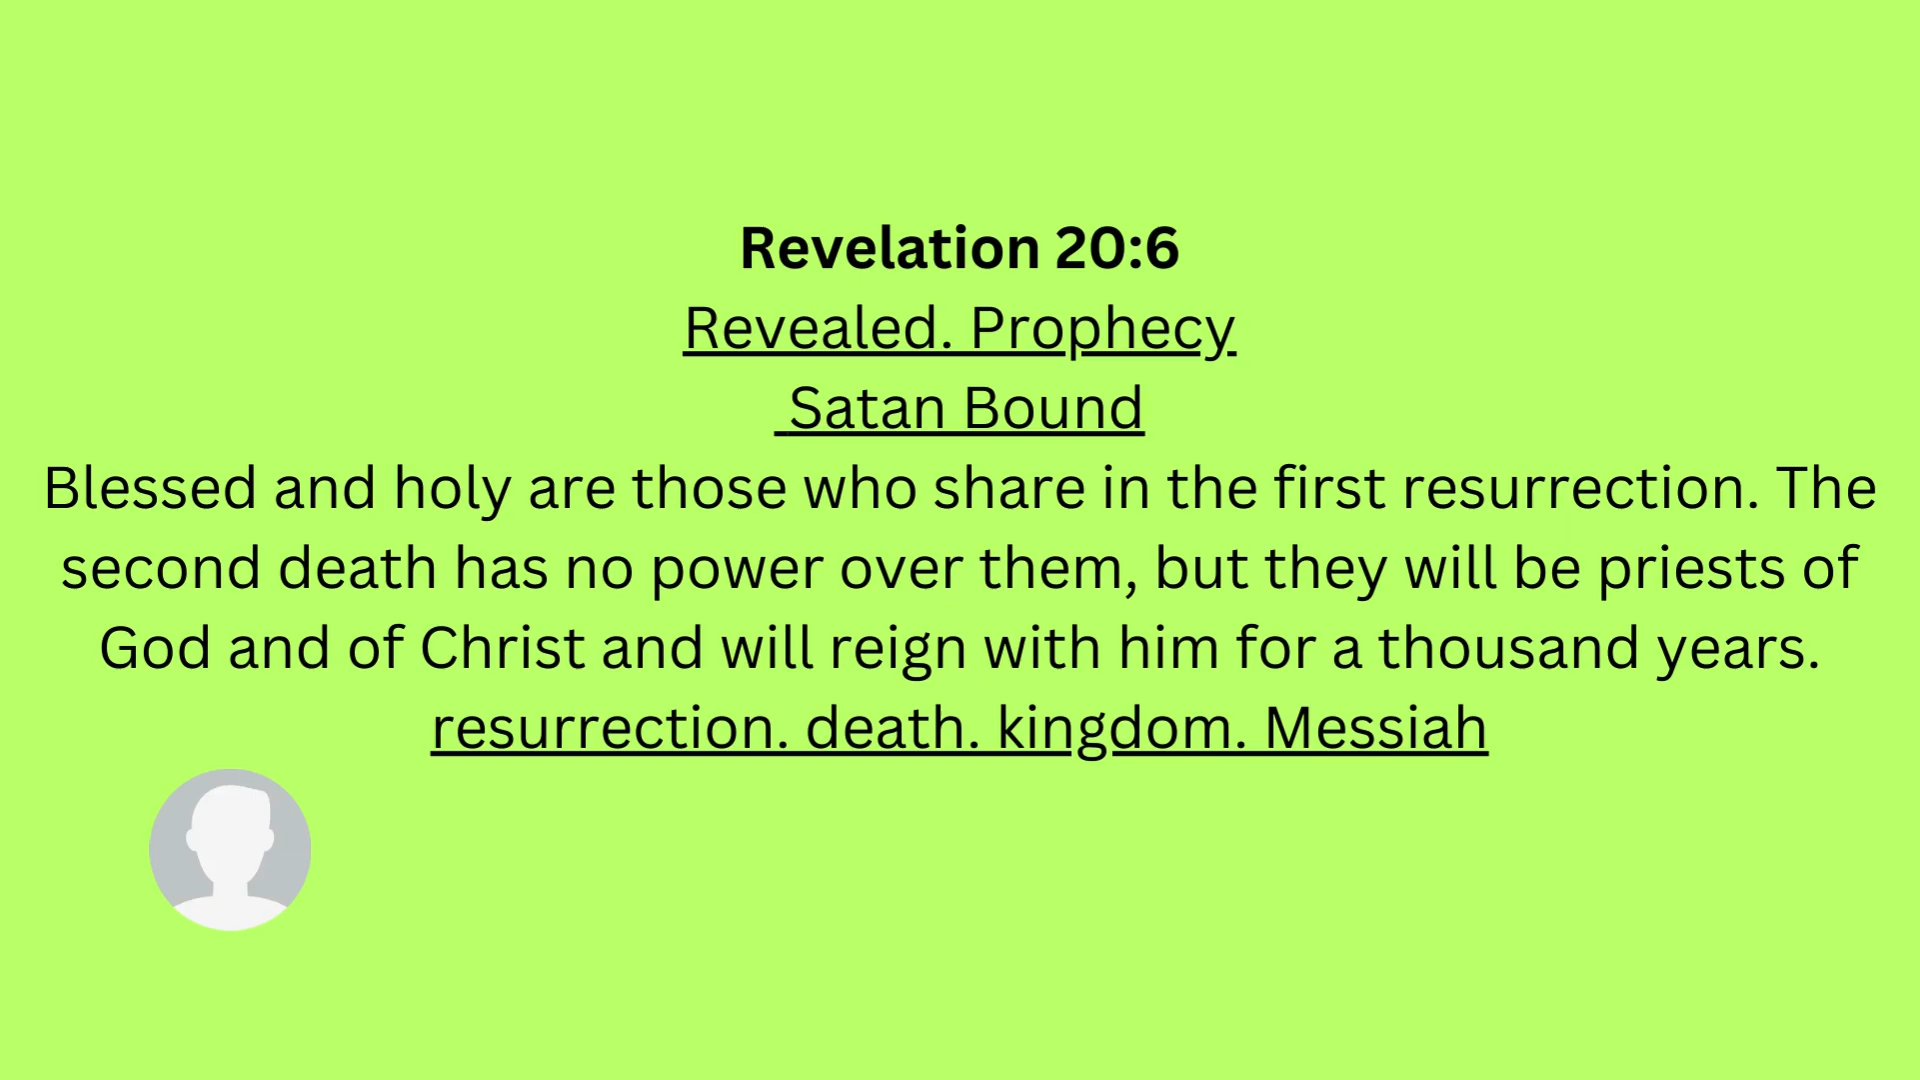 Revelation 20:6
Revealed. Prophecy
Satan Bound
Blessed and holy are those who share in the first resurrection. The
second death has no power over them, but they will be priests of
God and of Christ and will reign with him for a thousand years.
resurrection. death. kingdom. Messiah